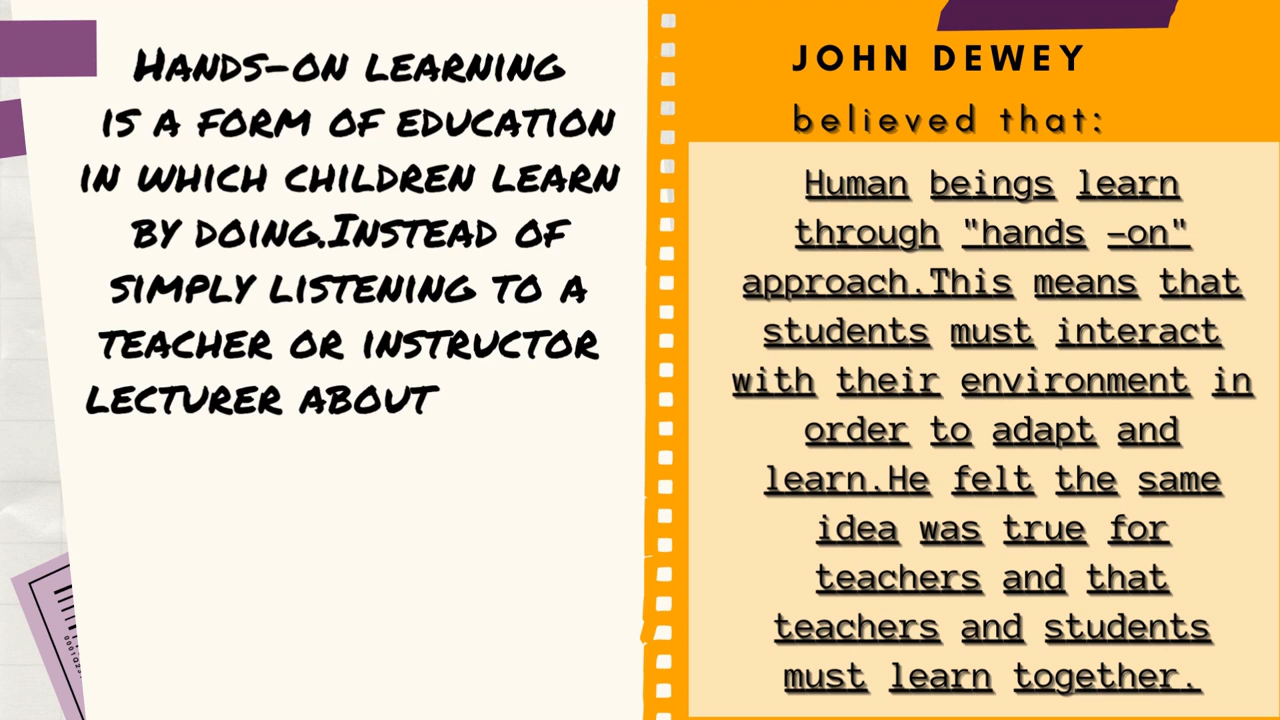 Hands-on learning
is a form of education
in which children learn
by doing.Instead of
simply listening to a
teacher or instructor
lecturer about
JOHN DEWEY
believed that:
Human beings learn
through "hands -on"
approach.This means that
students must interact
with their environment in
order to adapt and
learn.He felt the same
idea was true for
teachers and that
teachers and students
must learn together.